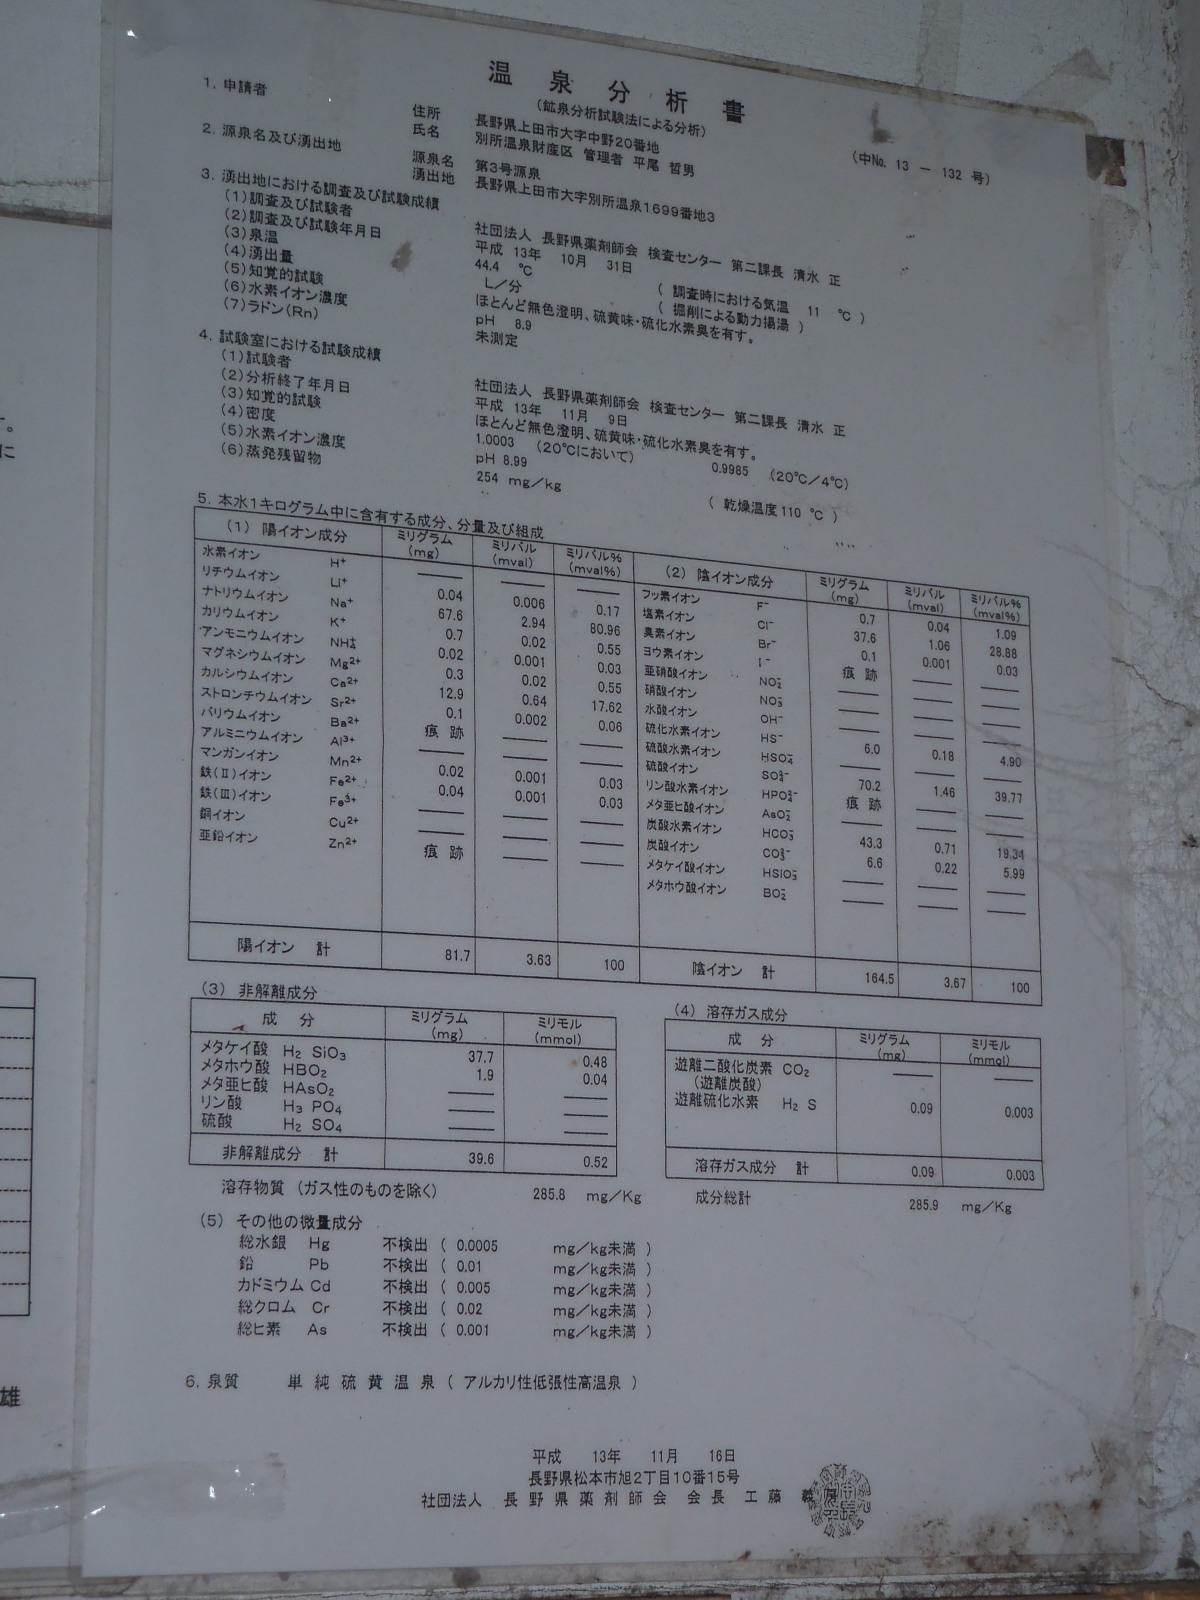 温泉分析書
(鉱泉分析試験法による分析)
(中No. 13 － 132 号)
1. 申請者
住所 長野県上田市大字中野20番地
氏名 別所温泉財産区 管理者 平尾 哲男
2. 源泉名及び湧出地
源泉名 第3号源泉
湧出地 長野県上田市大字別所温泉1699番地3
3. 湧出地における調査及び試験成績
(1)調査及び試験者 社団法人 長野県薬剤師会 検査センター 第二課長 清水 正
(2)調査及び試験年月日 平成 13年 10月 31日
(3)泉温 44.4 ℃ ( 調査時における気温 11 ℃ )
(4)湧出量 L／分 ( 掘削による動力揚湯 )
(5)知覚的試験 ほとんど無色澄明、硫黄味・硫化水素臭を有す。
(6)水素イオン濃度 pH 8.9
(7)ラドン(Rn) 未測定
4. 試験室における試験成績
(1)試験者 社団法人 長野県薬剤師会 検査センター 第二課長 清水 正
(2)分析終了年月日 平成 13年 11月 9日
(3)知覚的試験 ほとんど無色澄明、硫黄味・硫化水素臭を有す。
(4)密度 1.0003 (20℃において) 0.9985 (20℃／4℃)
(5)水素イオン濃度 pH 8.99
(6)蒸発残留物 254 mg／kg ( 乾燥温度110 ℃ )
5. 本水1キログラム中に含有する成分、分量及び組成
(1) 陽イオン成分 ミリグラム(mg) ミリバル(mval) ミリバル%(mval%)
水素イオン H⁺ ―― ―― ――
リチウムイオン Li⁺ 0.04 0.006 0.17
ナトリウムイオン Na⁺ 67.6 2.94 80.96
カリウムイオン K⁺ 0.7 0.02 0.55
アンモニウムイオン NH₄⁺ 0.02 0.001 0.03
マグネシウムイオン Mg²⁺ 0.3 0.02 0.55
カルシウムイオン Ca²⁺ 12.9 0.64 17.62
ストロンチウムイオン Sr²⁺ 0.1 0.002 0.06
バリウムイオン Ba²⁺ 痕跡 ―― ――
アルミニウムイオン Al³⁺ ―― ―― ――
マンガンイオン Mn²⁺ 0.02 0.001 0.03
鉄(Ⅱ)イオン Fe²⁺ 0.04 0.001 0.03
鉄(Ⅲ)イオン Fe³⁺ ―― ―― ――
銅イオン Cu²⁺ ―― ―― ――
亜鉛イオン Zn²⁺ 痕跡 ―― ――
陽イオン 計 81.7 3.63 100
(2) 陰イオン成分 ミリグラム(mg) ミリバル(mval) ミリバル%(mval%)
フッ素イオン F⁻ 0.7 0.04 1.09
塩素イオン Cl⁻ 37.6 1.06 28.88
臭素イオン Br⁻ 0.1 0.001 0.03
ヨウ素イオン I⁻ 痕跡 ―― ――
亜硝酸イオン NO₂⁻ ―― ―― ――
硝酸イオン NO₃⁻ ―― ―― ――
水酸イオン OH⁻ ―― ―― ――
硫化水素イオン HS⁻ 6.0 0.18 4.90
硫酸水素イオン HSO₄⁻ ―― ―― ――
硫酸イオン SO₄²⁻ 70.2 1.46 39.77
リン酸水素イオン HPO₄²⁻ 痕跡 ―― ――
メタ亜ヒ酸イオン AsO₂⁻ ―― ―― ――
炭酸水素イオン HCO₃⁻ 43.3 0.71 19.34
炭酸イオン CO₃²⁻ 6.6 0.22 5.99
メタケイ酸イオン HSiO₃⁻ ―― ―― ――
メタホウ酸イオン BO₂⁻ ―― ―― ――
陰イオン 計 164.5 3.67 100
(3) 非解離成分
成 分 ミリグラム(mg) ミリモル(mmol)
メタケイ酸 H₂ SiO₃ 37.7 0.48
メタホウ酸 HBO₂ 1.9 0.04
メタ亜ヒ酸 HAsO₂ ―― ――
リン酸 H₃ PO₄ ―― ――
硫酸 H₂ SO₄ ―― ――
非解離成分 計 39.6 0.52
(4) 溶存ガス成分
成 分 ミリグラム(mg) ミリモル(mmol)
遊離二酸化炭素 CO₂ ―― ――
(遊離炭酸)
遊離硫化水素 H₂ S 0.09 0.003
溶存ガス成分 計 0.09 0.003
溶存物質 (ガス性のものを除く) 285.8 mg／Kg 成分総計 285.9 mg／Kg
(5) その他の微量成分
総水銀 Hg 不検出 ( 0.0005 mg／kg未満 )
鉛 Pb 不検出 ( 0.01 mg／kg未満 )
カドミウム Cd 不検出 ( 0.005 mg／kg未満 )
総クロム Cr 不検出 ( 0.02 mg／kg未満 )
総ヒ素 As 不検出 ( 0.001 mg／kg未満 )
6. 泉質 単純硫黄温泉 ( アルカリ性低張性高温泉 )
平成 13年 11月 16日
長野県松本市旭2丁目10番15号
社団法人 長野県薬剤師会 会長 工藤 義
雄
に